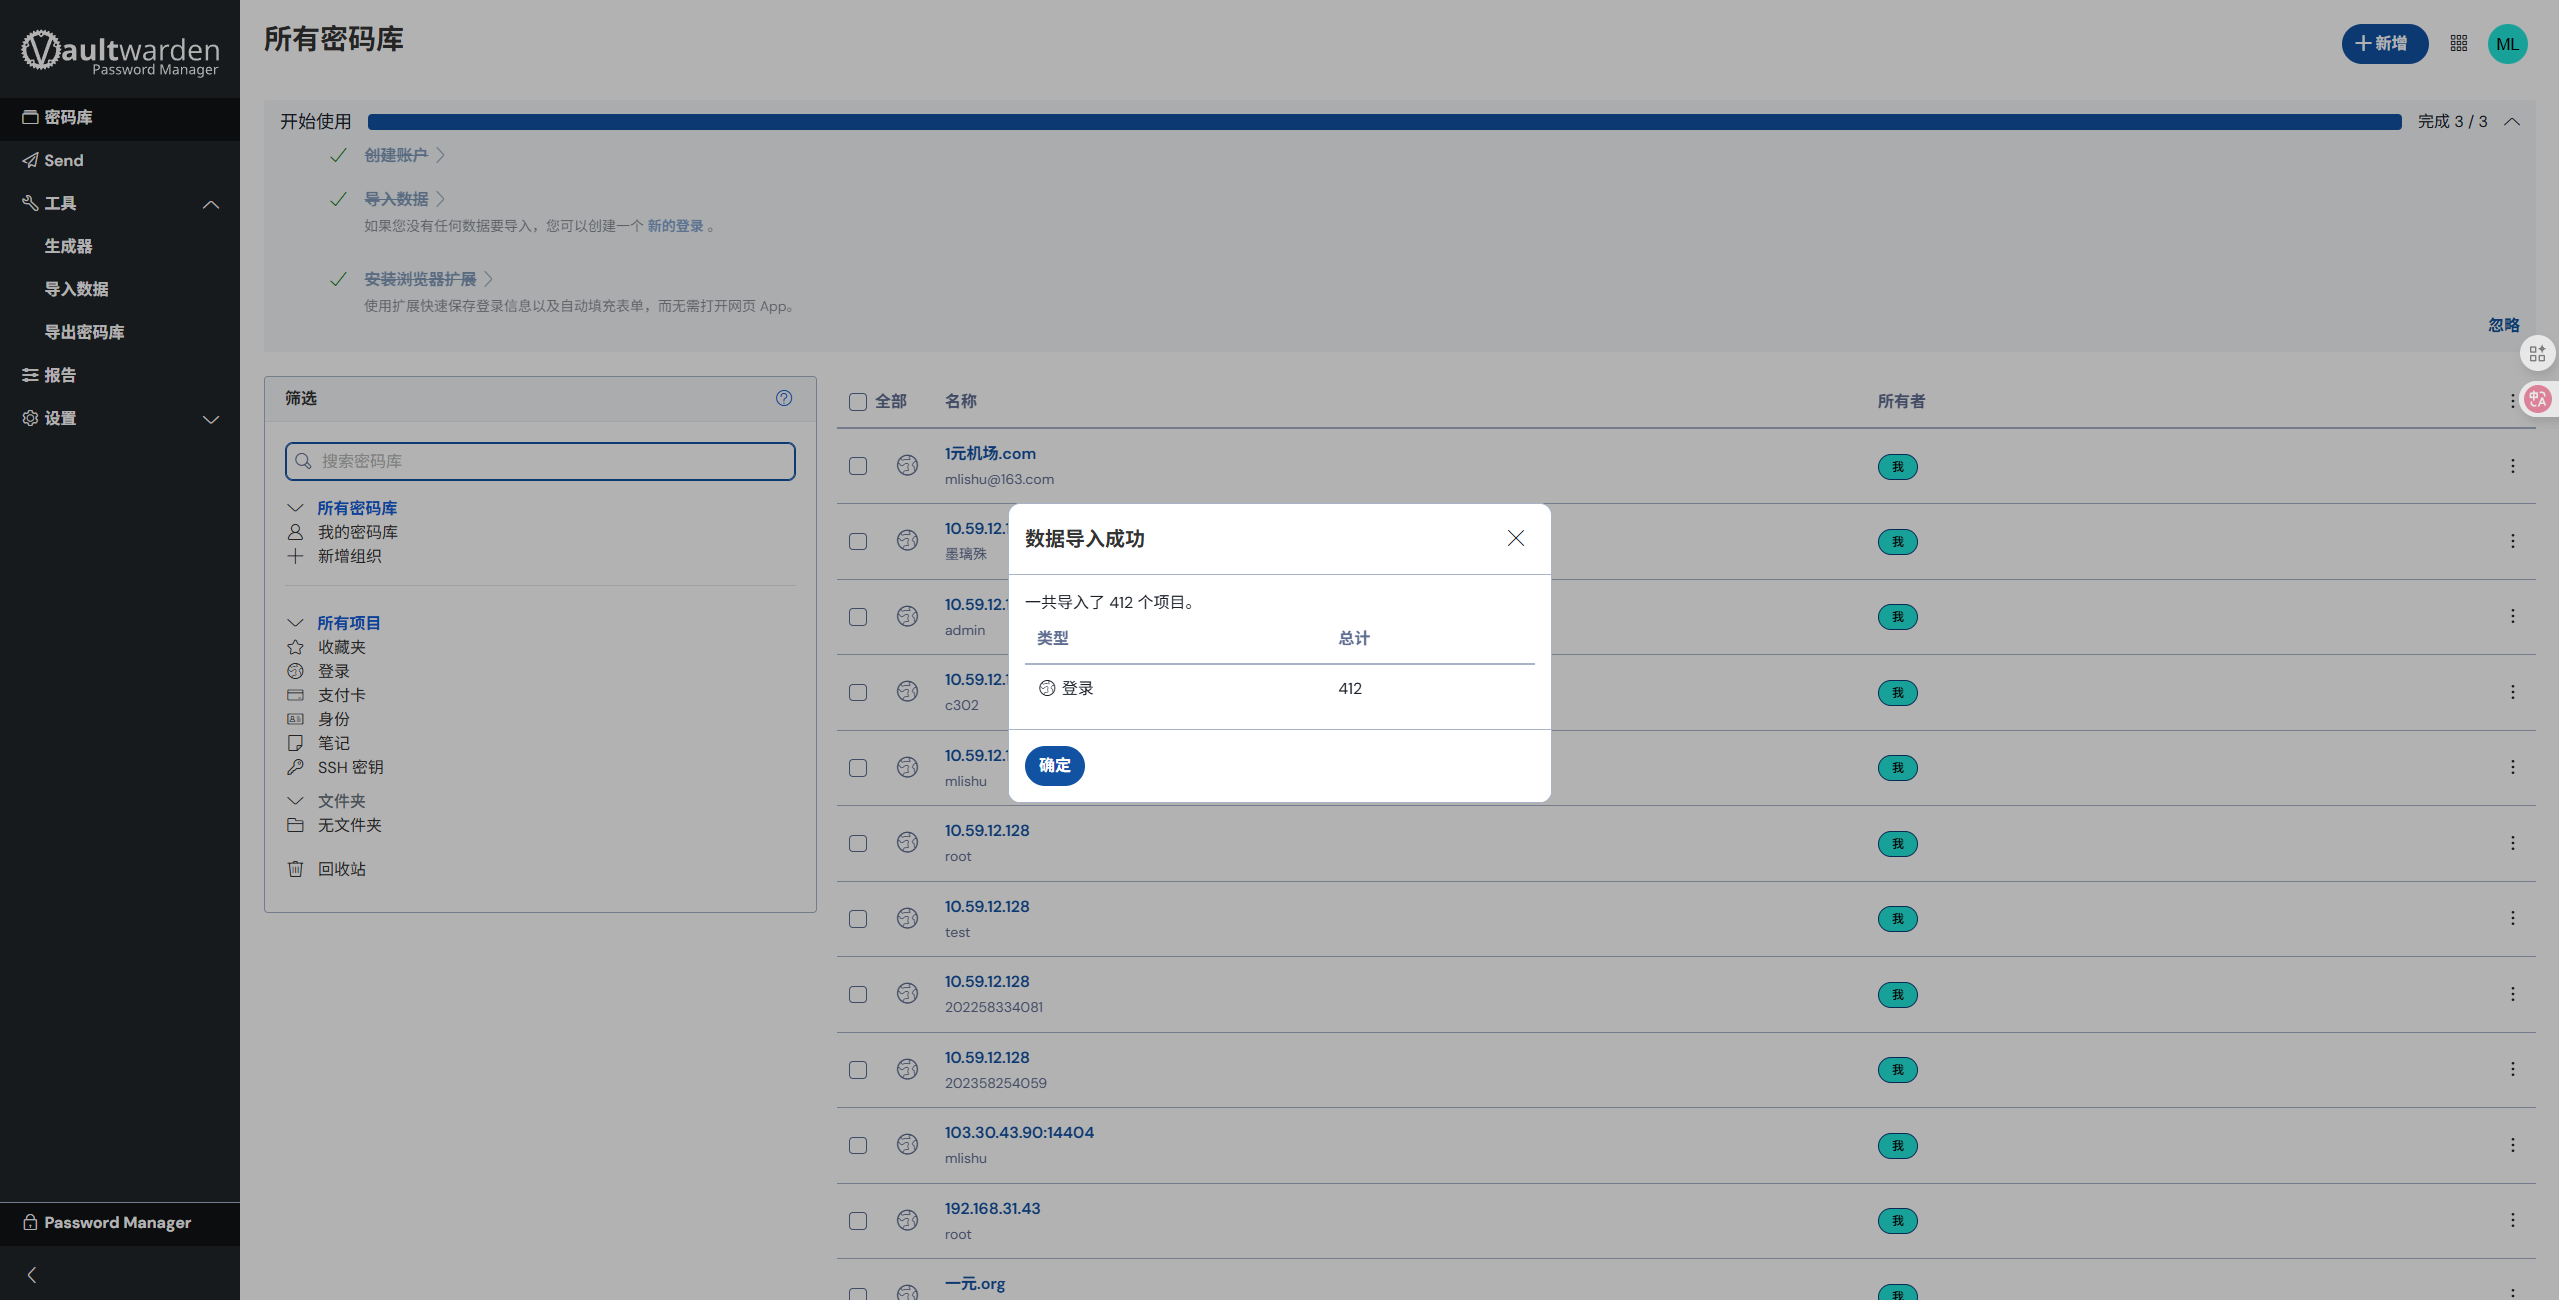 Vaultwarden
Password Manager
密码库
Send
工具
生成器
导入数据
导出密码库
报告
设置
Password Manager
所有密码库
新增
ML
开始使用
完成 3 / 3
创建账户
导入数据
如果您没有任何数据要导入，您可以创建一个 新的登录 。
安装浏览器扩展
使用扩展快速保存登录信息以及自动填充表单，而无需打开网页 App。
忽略
筛选
搜索密码库
所有密码库
我的密码库
新增组织
所有项目
收藏夹
登录
支付卡
身份
笔记
SSH 密钥
文件夹
无文件夹
回收站
全部 名称 所有者
1元机场.com
mlishu@163.com
我
10.59.12.1
墨璃殊
我
10.59.12.1
admin
我
10.59.12.1
c302
我
10.59.12.1
mlishu
我
10.59.12.128
root
我
10.59.12.128
test
我
10.59.12.128
202258334081
我
10.59.12.128
202358254059
我
103.30.43.90:14404
mlishu
我
192.168.31.43
root
我
一元.org
我
数据导入成功
一共导入了 412 个项目。
类型 总计
登录 412
确定